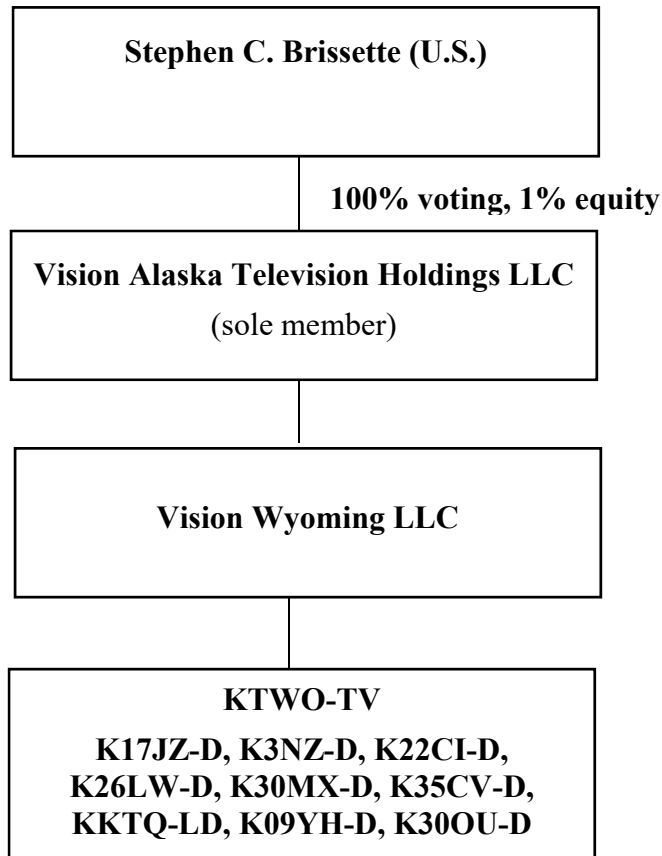 Stephen C. Brissette (U.S.)
100% voting, 1% equity
Vision Alaska Television Holdings LLC
(sole member)
Vision Wyoming LLC
KTWO-TV
K17JZ-D, K3NZ-D, K22CI-D,
K26LW-D, K30MX-D, K35CV-D,
KKTQ-LD, K09YH-D, K30OU-D